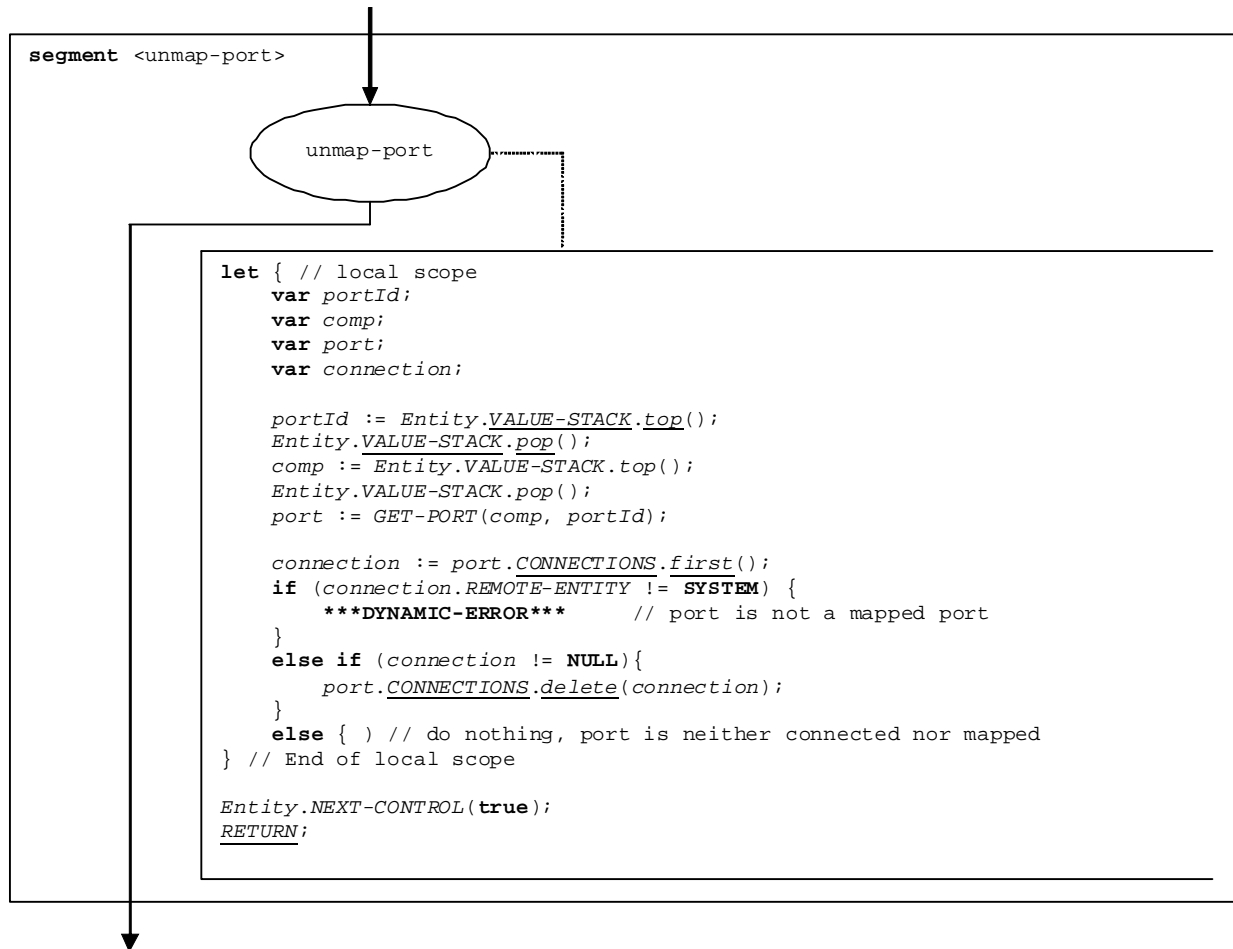 segment <unmap-port>
unmap-port
let { // local scope
var portId;
var comp;
var port;
var connection;
portId := Entity.VALUE-STACK.top();
Entity.VALUE-STACK.pop();
comp := Entity.VALUE-STACK.top();
Entity.VALUE-STACK.pop();
port := GET-PORT(comp, portId);
connection := port.CONNECTIONS.first();
if (connection.REMOTE-ENTITY != SYSTEM) {
***DYNAMIC-ERROR*** // port is not a mapped port
}
else if (connection != NULL){
port.CONNECTIONS.delete(connection);
}
else { ) // do nothing, port is neither connected nor mapped
} // End of local scope
Entity.NEXT-CONTROL(true);
RETURN;